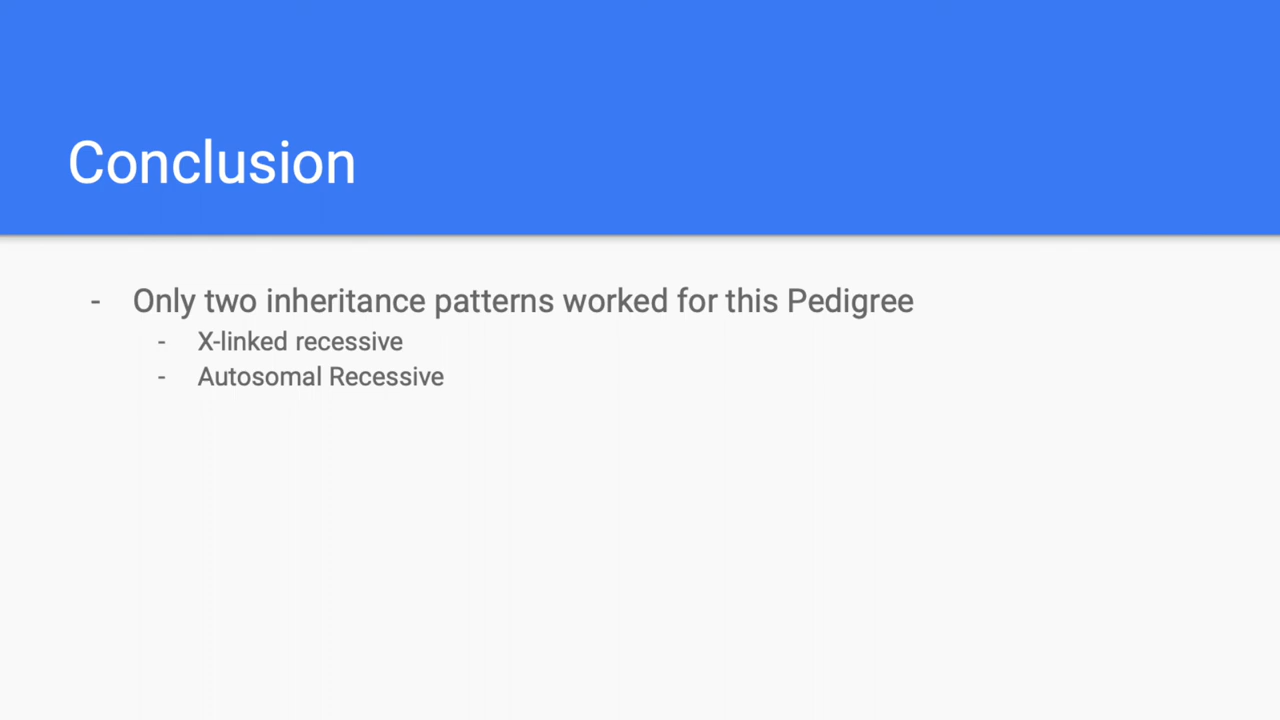 Conclusion
- Only two inheritance patterns worked for this Pedigree
- X-linked recessive
- Autosomal Recessive